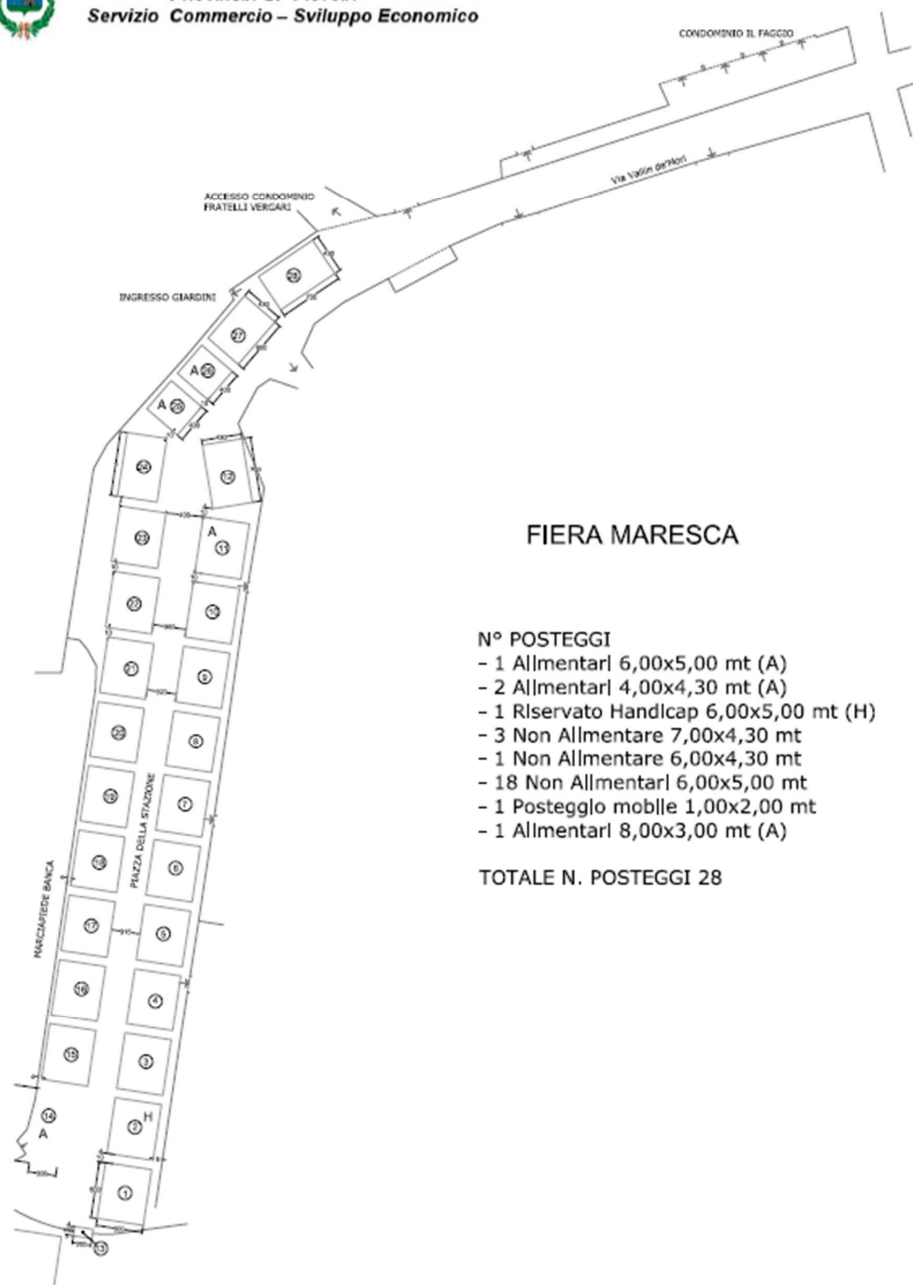 Servizio Commercio – Sviluppo Economico
CONDOMINIO IL FAGGIO
Via Vallin de'Mori
ACCESSO CONDOMINIO
FRATELLI VERGARI
INGRESSO GIARDINI
28
27
A 26
A 25
24
12
23
A
11
22
10
21
9
20
8
19
7
PIAZZA DELLA STAZIONE
18
6
MARCIAPIEDE BANCA
17
5
16
4
15
3
14
A
H
2
1
13
FIERA MARESCA
N° POSTEGGI
- 1 Alimentari 6,00x5,00 mt (A)
- 2 Alimentari 4,00x4,30 mt (A)
- 1 Riservato Handicap 6,00x5,00 mt (H)
- 3 Non Alimentare 7,00x4,30 mt
- 1 Non Alimentare 6,00x4,30 mt
- 18 Non Alimentari 6,00x5,00 mt
- 1 Posteggio mobile 1,00x2,00 mt
- 1 Alimentari 8,00x3,00 mt (A)
TOTALE N. POSTEGGI 28